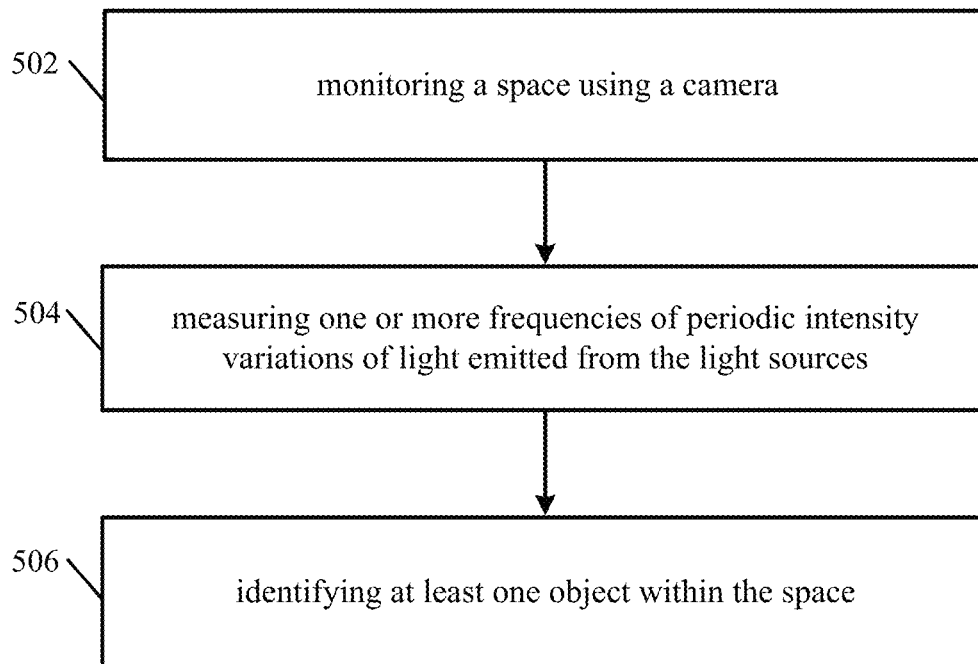 502
monitoring a space using a camera
504
measuring one or more frequencies of periodic intensity
variations of light emitted from the light sources
506
identifying at least one object within the space